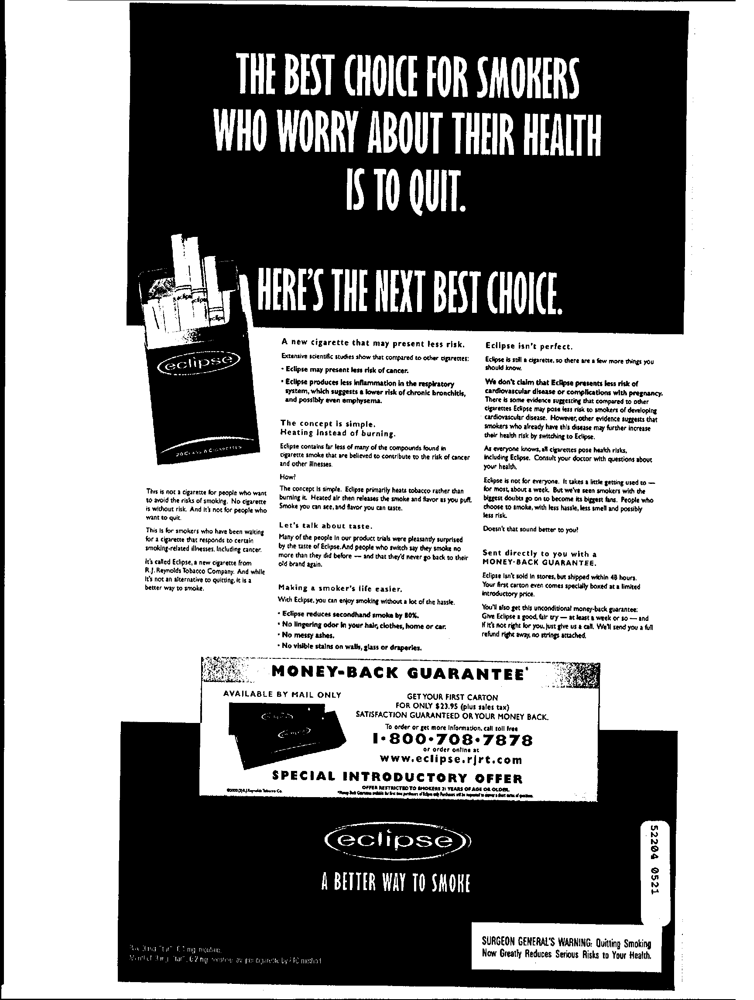 THE BEST CHOICE FOR SMOKERS
WHO WORRY ABOUT THEIR HEALTH
IS TO QUIT.
HERE'S THE NEXT BEST CHOICE.
eclipse
20 CLASS A CIGARETTES
This is not a cigarette for people who want
to avoid the risks of smoking. No cigarette
is without risk. And it's not for people who
want to quit.
This is for smokers who have been waiting
for a cigarette that responds to certain
smoking-related illnesses. Including cancer.
It's called Eclipse, a new cigarette from
R.J. Reynolds Tobacco Company. And while
it's not an alternative to quitting, it is a
better way to smoke.
A new cigarette that may present less risk.
Extensive scientific studies show that compared to other cigarettes:
• Eclipse may present less risk of cancer.
• Eclipse produces less inflammation in the respiratory
system, which suggests a lower risk of chronic bronchitis,
and possibly even emphysema.
The concept is simple.
Heating instead of burning.
Eclipse contains far less of many of the compounds found in
cigarette smoke that are believed to contribute to the risk of cancer
and other illnesses.
How?
The concept is simple. Eclipse primarily heats tobacco rather than
burning it. Heated air then releases the smoke and flavor as you puff.
Smoke you can see, and flavor you can taste.
Let's talk about taste.
Many of the people in our product trials were pleasantly surprised
by the taste of Eclipse. And people who switch say they smoke no
more than they did before — and that they'd never go back to their
old brand again.
Making a smoker's life easier.
With Eclipse, you can enjoy smoking without a lot of the hassle.
• Eclipse reduces secondhand smoke by 80%.
• No lingering odor in your hair, clothes, home or car.
• No messy ashes.
• No visible stains on walls, glass or draperies.
Eclipse isn't perfect.
Eclipse is still a cigarette, so there are a few more things you
should know.
We don't claim that Eclipse presents less risk of
cardiovascular disease or complications with pregnancy.
There is some evidence suggesting that compared to other
cigarettes Eclipse may pose less risk to smokers of developing
cardiovascular disease. However, other evidence suggests that
smokers who already have this disease may further increase
their health risk by switching to Eclipse.
As everyone knows, all cigarettes pose health risks,
including Eclipse. Consult your doctor with questions about
your health.
Eclipse is not for everyone. It takes a little getting used to —
for most, about a week. But we've seen smokers with the
biggest doubts go on to become its biggest fans. People who
choose to smoke, with less hassle, less smell and possibly
less risk.
Doesn't that sound better to you?
Sent directly to you with a
MONEY-BACK GUARANTEE.
Eclipse isn't sold in stores, but shipped within 48 hours.
Your first carton even comes specially boxed at a limited
introductory price.
You'll also get this unconditional money-back guarantee:
Give Eclipse a good, fair try — at least a week or so — and
if it's not right for you, just give us a call. We'll send you a full
refund right away, no strings attached.
MONEY-BACK GUARANTEE*
AVAILABLE BY MAIL ONLY
GET YOUR FIRST CARTON
FOR ONLY $23.95 (plus sales tax)
SATISFACTION GUARANTEED OR YOUR MONEY BACK.
To order or get more information, call toll free
1·800·708·7878
or order online at
www.eclipse.rjrt.com
SPECIAL INTRODUCTORY OFFER
OFFER RESTRICTED TO SMOKERS 21 YEARS OF AGE OR OLDER.
eclipse
A BETTER WAY TO SMOKE
52204 0521
SURGEON GENERAL'S WARNING: Quitting Smoking
Now Greatly Reduces Serious Risks to Your Health.